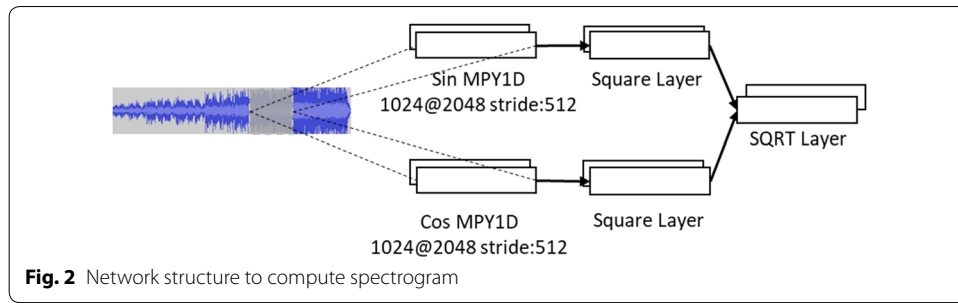 Sin MPY1D
1024@2048 stride:512
Square Layer
SQRT Layer
Cos MPY1D
1024@2048 stride:512
Square Layer
Fig. 2 Network structure to compute spectrogram